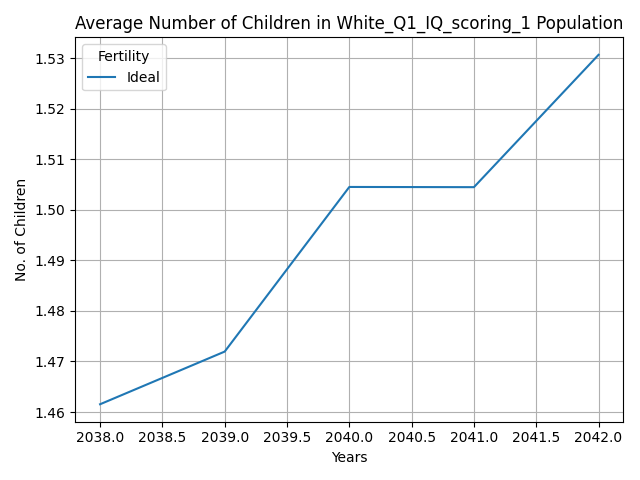 Average Number of Children in White_Q1_IQ_scoring_1 Population
Fertility
Ideal
1.53
1.52
1.51
1.50
1.49
1.48
1.47
1.46
No. of Children
2038.0 2038.5 2039.0 2039.5 2040.0 2040.5 2041.0 2041.5 2042.0
Years